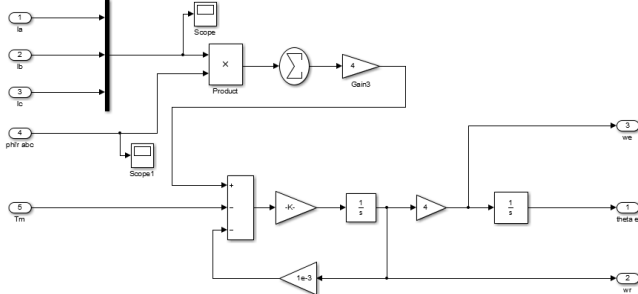 1
Ia
Scope
2
Ib
×
Product
Σ
4
Gain3
3
Ic
4
phi'r abc
Scope1
3
we
+
−
−
5
Tm
-K-
1
s
4
1
s
1
theta e
1e-3
2
wr